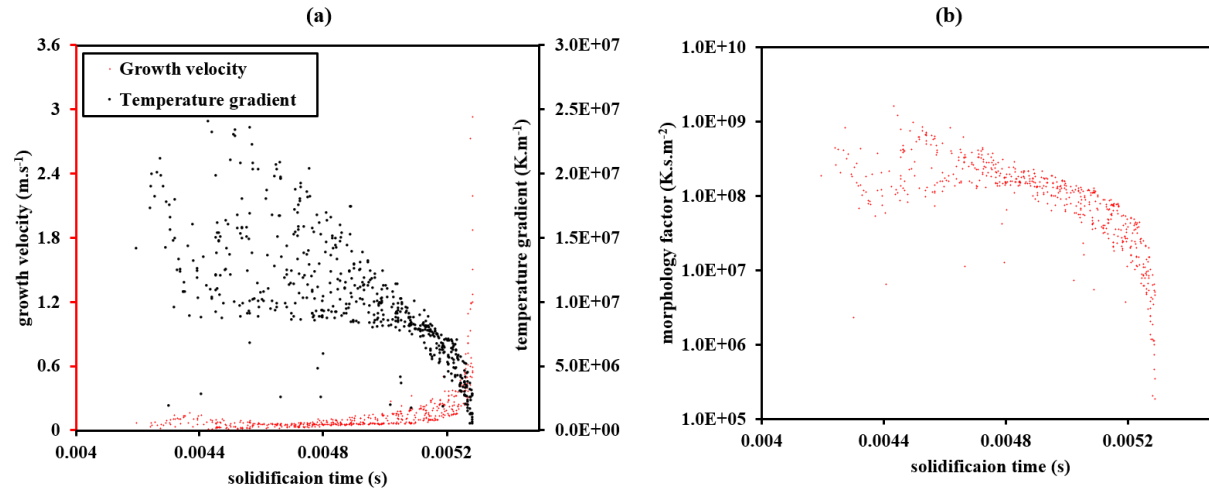 (a)
3.6
3
2.4
1.8
1.2
0.6
0
growth velocity (m.s⁻¹)
Growth velocity
Temperature gradient
3.0E+07
2.5E+07
2.0E+07
1.5E+07
1.0E+07
5.0E+06
0.0E+00
temperature gradient (K.m⁻¹)
0.004
0.0044
0.0048
0.0052
solidificaion time (s)
(b)
1.0E+10
1.0E+09
1.0E+08
1.0E+07
1.0E+06
1.0E+05
morphology factor (K.s.m⁻²)
0.004
0.0044
0.0048
0.0052
solidificaion time (s)